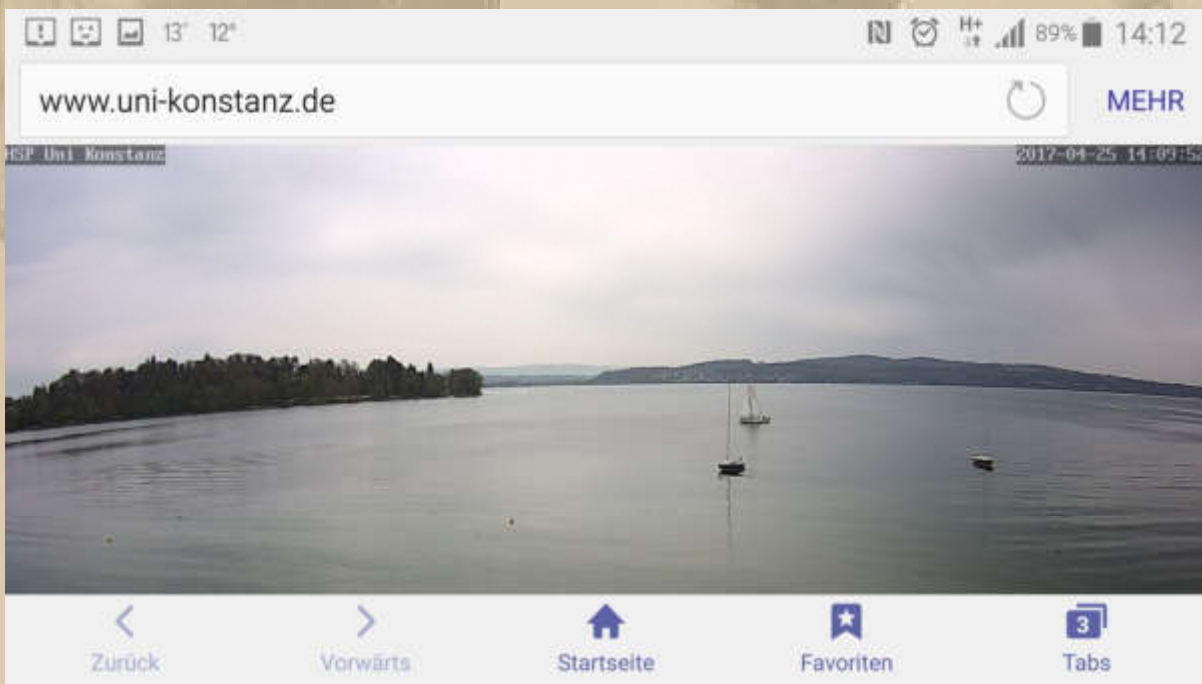 13° 12° H+ 89% 14:12
www.uni-konstanz.de MEHR
HSP Uni Konstanz 2017-04-25 14:09:5
Zurück Vorwärts Startseite Favoriten 3 Tabs